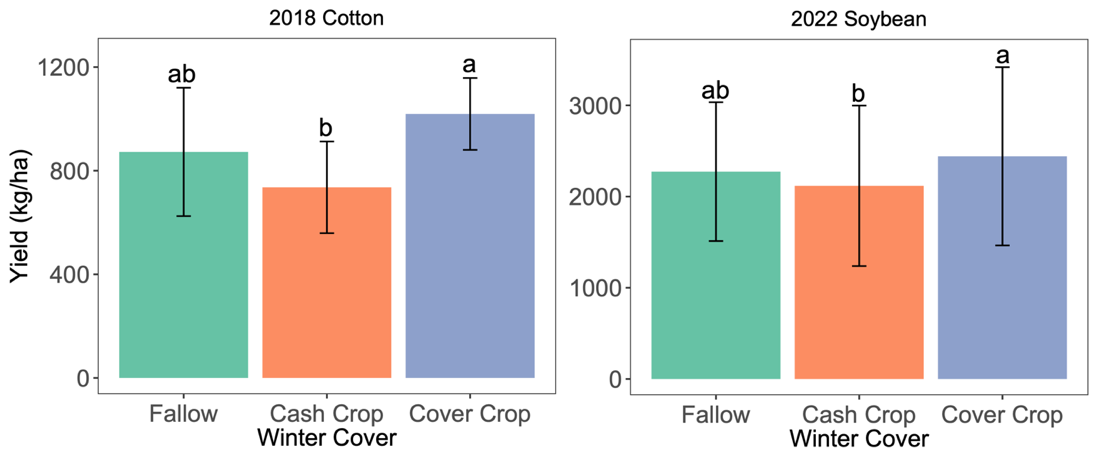 2018 Cotton
Yield (kg/ha)
1200
800
400
0
ab
b
a
Fallow Cash Crop Cover Crop
Winter Cover
2022 Soybean
3000
2000
1000
0
ab
b
a
Fallow Cash Crop Cover Crop
Winter Cover